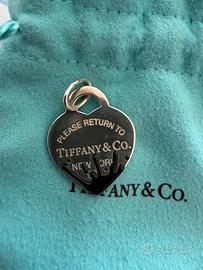 PLEASE RETURN TO
TIFFANY & CO.
NEW YORK
TIFFANY & CO.